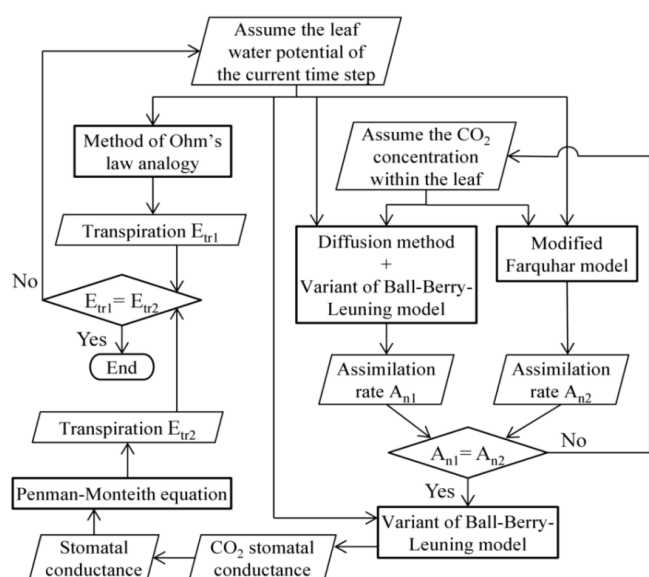 Assume the leaf
water potential of
the current time step
Method of Ohm's
law analogy
Assume the CO₂
concentration
within the leaf
Transpiration Eₜᵣ₁
Diffusion method
+
Variant of Ball-Berry-
Leuning model
Modified
Farquhar model
No
Eₜᵣ₁= Eₜᵣ₂
Yes
End
Assimilation
rate Aₙ₁
Assimilation
rate Aₙ₂
Transpiration Eₜᵣ₂
Aₙ₁= Aₙ₂
No
Yes
Penman-Monteith equation
Variant of Ball-Berry-
Leuning model
Stomatal
conductance
CO₂ stomatal
conductance